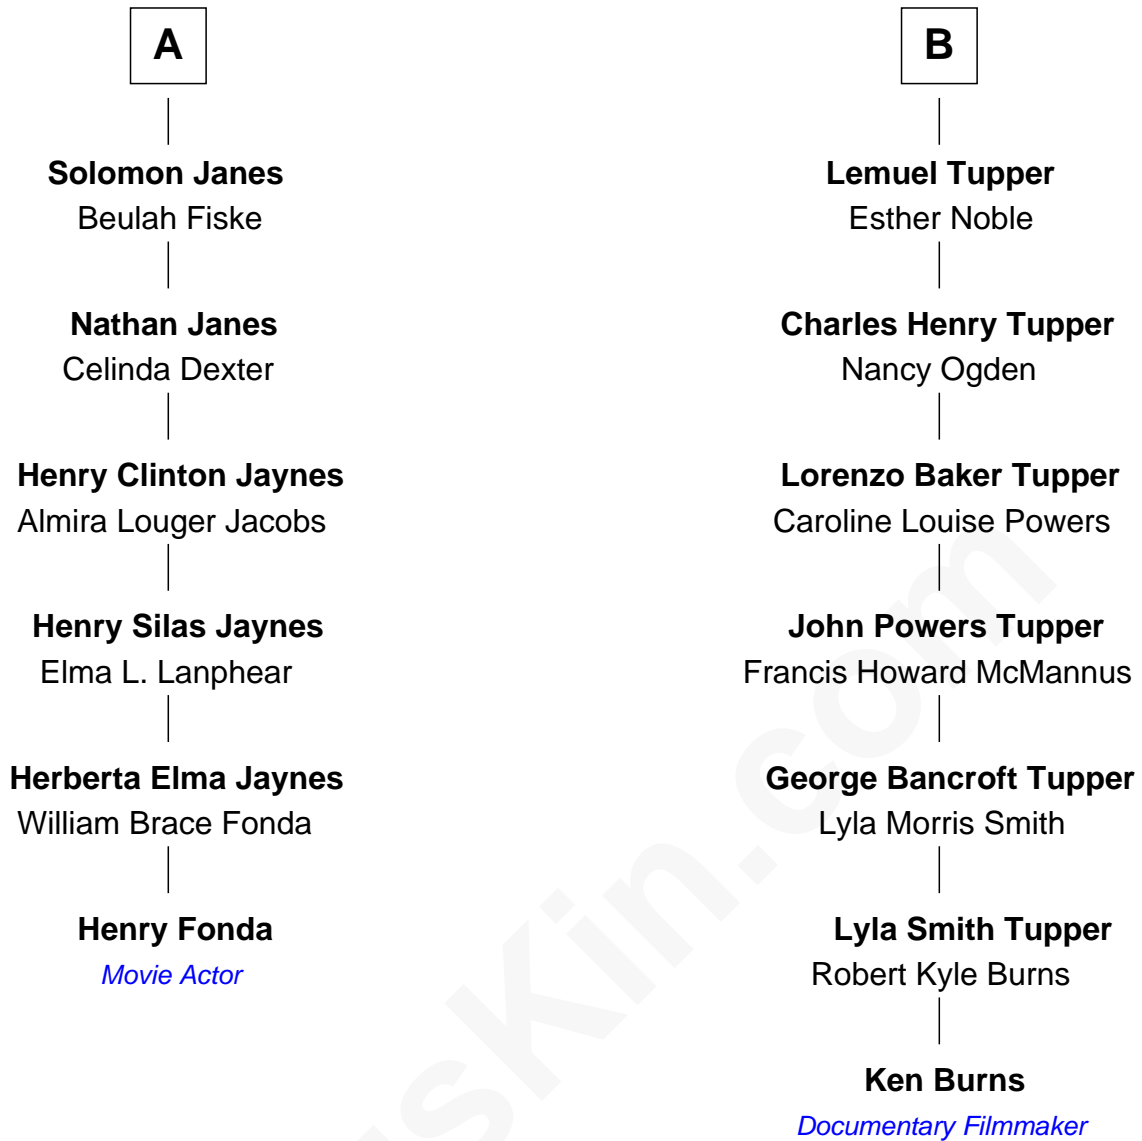 A
Solomon Janes
Beulah Fiske
Nathan Janes
Celinda Dexter
Henry Clinton Jaynes
Almira Louger Jacobs
Henry Silas Jaynes
Elma L. Lanphear
Herberta Elma Jaynes
William Brace Fonda
Henry Fonda
Movie Actor
B
Lemuel Tupper
Esther Noble
Charles Henry Tupper
Nancy Ogden
Lorenzo Baker Tupper
Caroline Louise Powers
John Powers Tupper
Francis Howard McMannus
George Bancroft Tupper
Lyla Morris Smith
Lyla Smith Tupper
Robert Kyle Burns
Ken Burns
Documentary Filmmaker